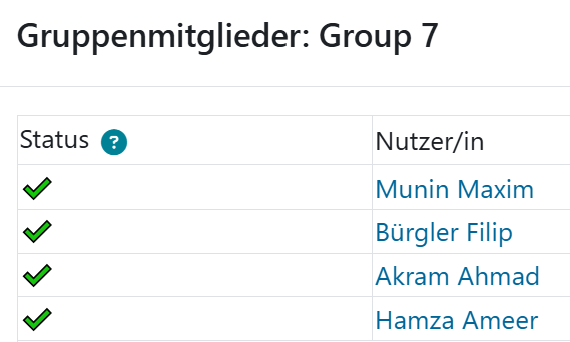 Gruppenmitglieder: Group 7
Status ? Nutzer/in
Munin Maxim
Bürgler Filip
Akram Ahmad
Hamza Ameer